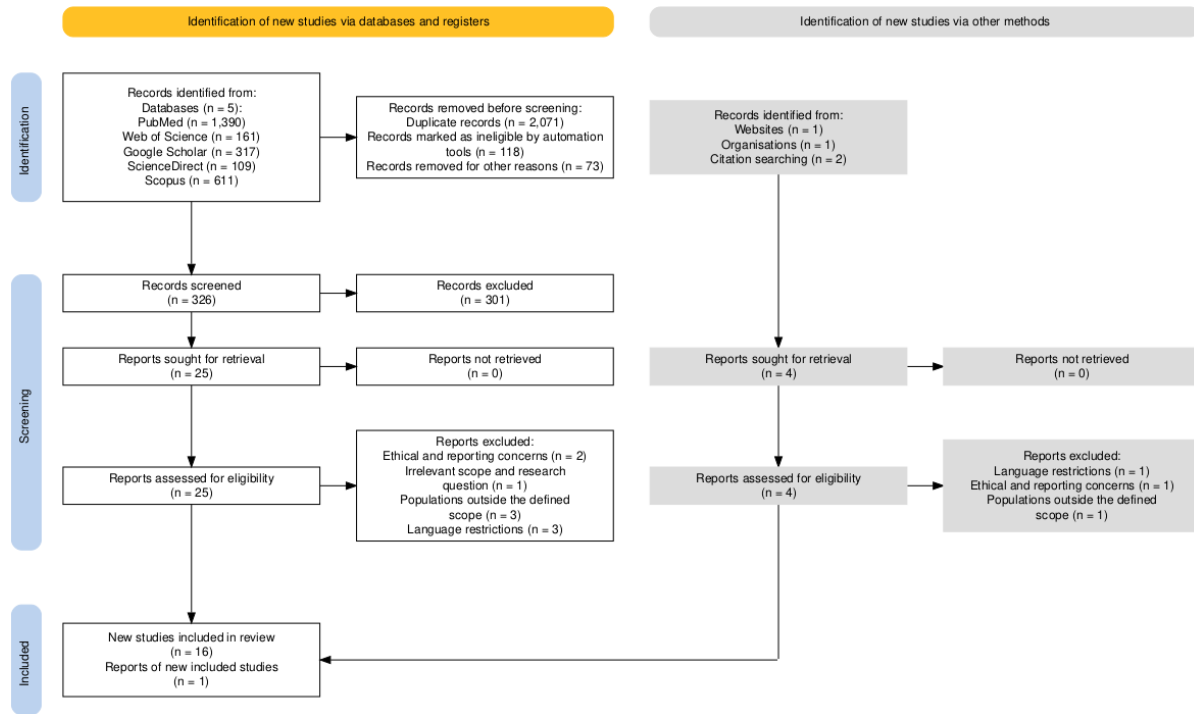 Identification of new studies via databases and registers
Identification of new studies via other methods
Identification
Records identified from:
Databases (n = 5):
PubMed (n = 1,390)
Web of Science (n = 161)
Google Scholar (n = 317)
ScienceDirect (n = 109)
Scopus (n = 611)
Records removed before screening:
Duplicate records (n = 2,071)
Records marked as ineligible by automation
tools (n = 118)
Records removed for other reasons (n = 73)
Records identified from:
Websites (n = 1)
Organisations (n = 1)
Citation searching (n = 2)
Screening
Records screened
(n = 326)
Records excluded
(n = 301)
Reports sought for retrieval
(n = 25)
Reports not retrieved
(n = 0)
Reports sought for retrieval
(n = 4)
Reports not retrieved
(n = 0)
Reports assessed for eligibility
(n = 25)
Reports excluded:
Ethical and reporting concerns (n = 2)
Irrelevant scope and research
question (n = 1)
Populations outside the defined
scope (n = 3)
Language restrictions (n = 3)
Reports assessed for eligibility
(n = 4)
Reports excluded:
Language restrictions (n = 1)
Ethical and reporting concerns (n = 1)
Populations outside the defined
scope (n = 1)
Included
New studies included in review
(n = 16)
Reports of new included studies
(n = 1)